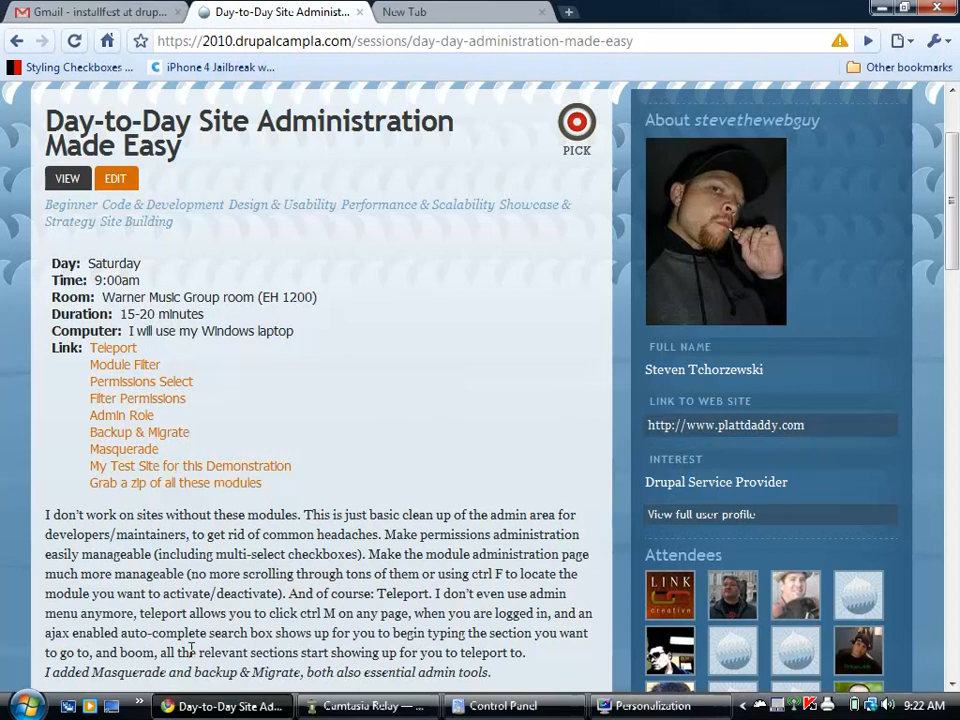 Gmail - installfest at drup...
Day-to-Day Site Administ...
New Tab
https://2010.drupalcampla.com/sessions/day-day-administration-made-easy
Styling Checkboxes ...
iPhone 4 Jailbreak w...
Other bookmarks
Day-to-Day Site Administration
Made Easy
PICK
VIEW
EDIT
Beginner Code & Development Design & Usability Performance & Scalability Showcase &
Strategy Site Building
Day: Saturday
Time: 9:00am
Room: Warner Music Group room (EH 1200)
Duration: 15-20 minutes
Computer: I will use my Windows laptop
Link: Teleport
Module Filter
Permissions Select
Filter Permissions
Admin Role
Backup & Migrate
Masquerade
My Test Site for this Demonstration
Grab a zip of all these modules
I don't work on sites without these modules. This is just basic clean up of the admin area for
developers/maintainers, to get rid of common headaches. Make permissions administration
easily manageable (including multi-select checkboxes). Make the module administration page
much more manageable (no more scrolling through tons of them or using ctrl F to locate the
module you want to activate/deactivate). And of course: Teleport. I don't even use admin
menu anymore, teleport allows you to click ctrl M on any page, when you are logged in, and an
ajax enabled auto-complete search box shows up for you to begin typing the section you want
to go to, and boom, all the relevant sections start showing up for you to teleport to.
I added Masquerade and backup & Migrate, both also essential admin tools.
About stevethewebguy
FULL NAME
Steven Tchorzewski
LINK TO WEB SITE
http://www.plattdaddy.com
INTEREST
Drupal Service Provider
View full user profile
Attendees
LINK
creative
Day-to-Day Site Ad...
Camtasia Relay — ...
Control Panel
Personalization
9:22 AM